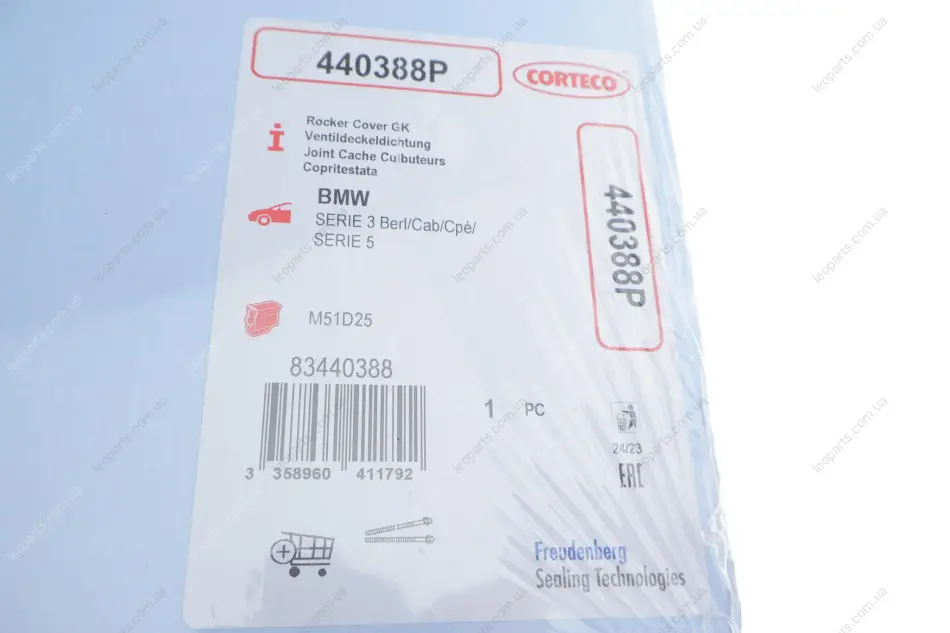 440388P
CORTECO
Rocker Cover GK
Ventildeckeldichtung
Joint Cache Culbuteurs
Copritestata
BMW
SERIE 3 Berl/Cab/Cpé/
SERIE 5
440388P
M51D25
83440388
1 PC
3 358960 411792
24/23
EAC
Freudenberg
Sealing Technologies
leoparts.com.ua